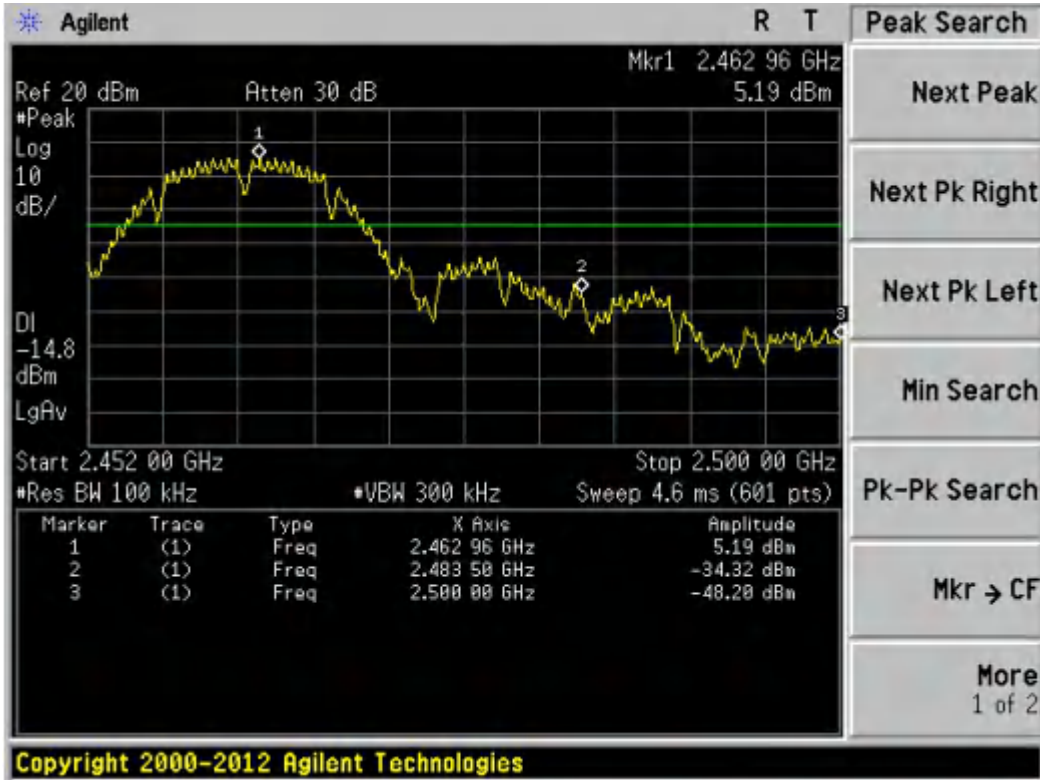 Agilent R T Peak Search
Mkr1 2.462 96 GHz
Ref 20 dBm Atten 30 dB 5.19 dBm
#Peak
Log
10
dB/
1
2
3
DI
-14.8
dBm
LgAv
Start 2.452 00 GHz Stop 2.500 00 GHz
#Res BW 100 kHz #VBW 300 kHz Sweep 4.6 ms (601 pts)
Marker Trace Type X Axis Amplitude
1 (1) Freq 2.462 96 GHz 5.19 dBm
2 (1) Freq 2.483 50 GHz -34.32 dBm
3 (1) Freq 2.500 00 GHz -48.20 dBm
Next Peak
Next Pk Right
Next Pk Left
Min Search
Pk-Pk Search
Mkr → CF
More
1 of 2
Copyright 2000-2012 Agilent Technologies